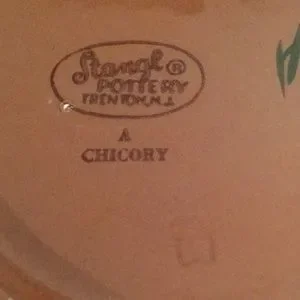 Stangl®
POTTERY
TRENTON, N.J.
A
CHICORY